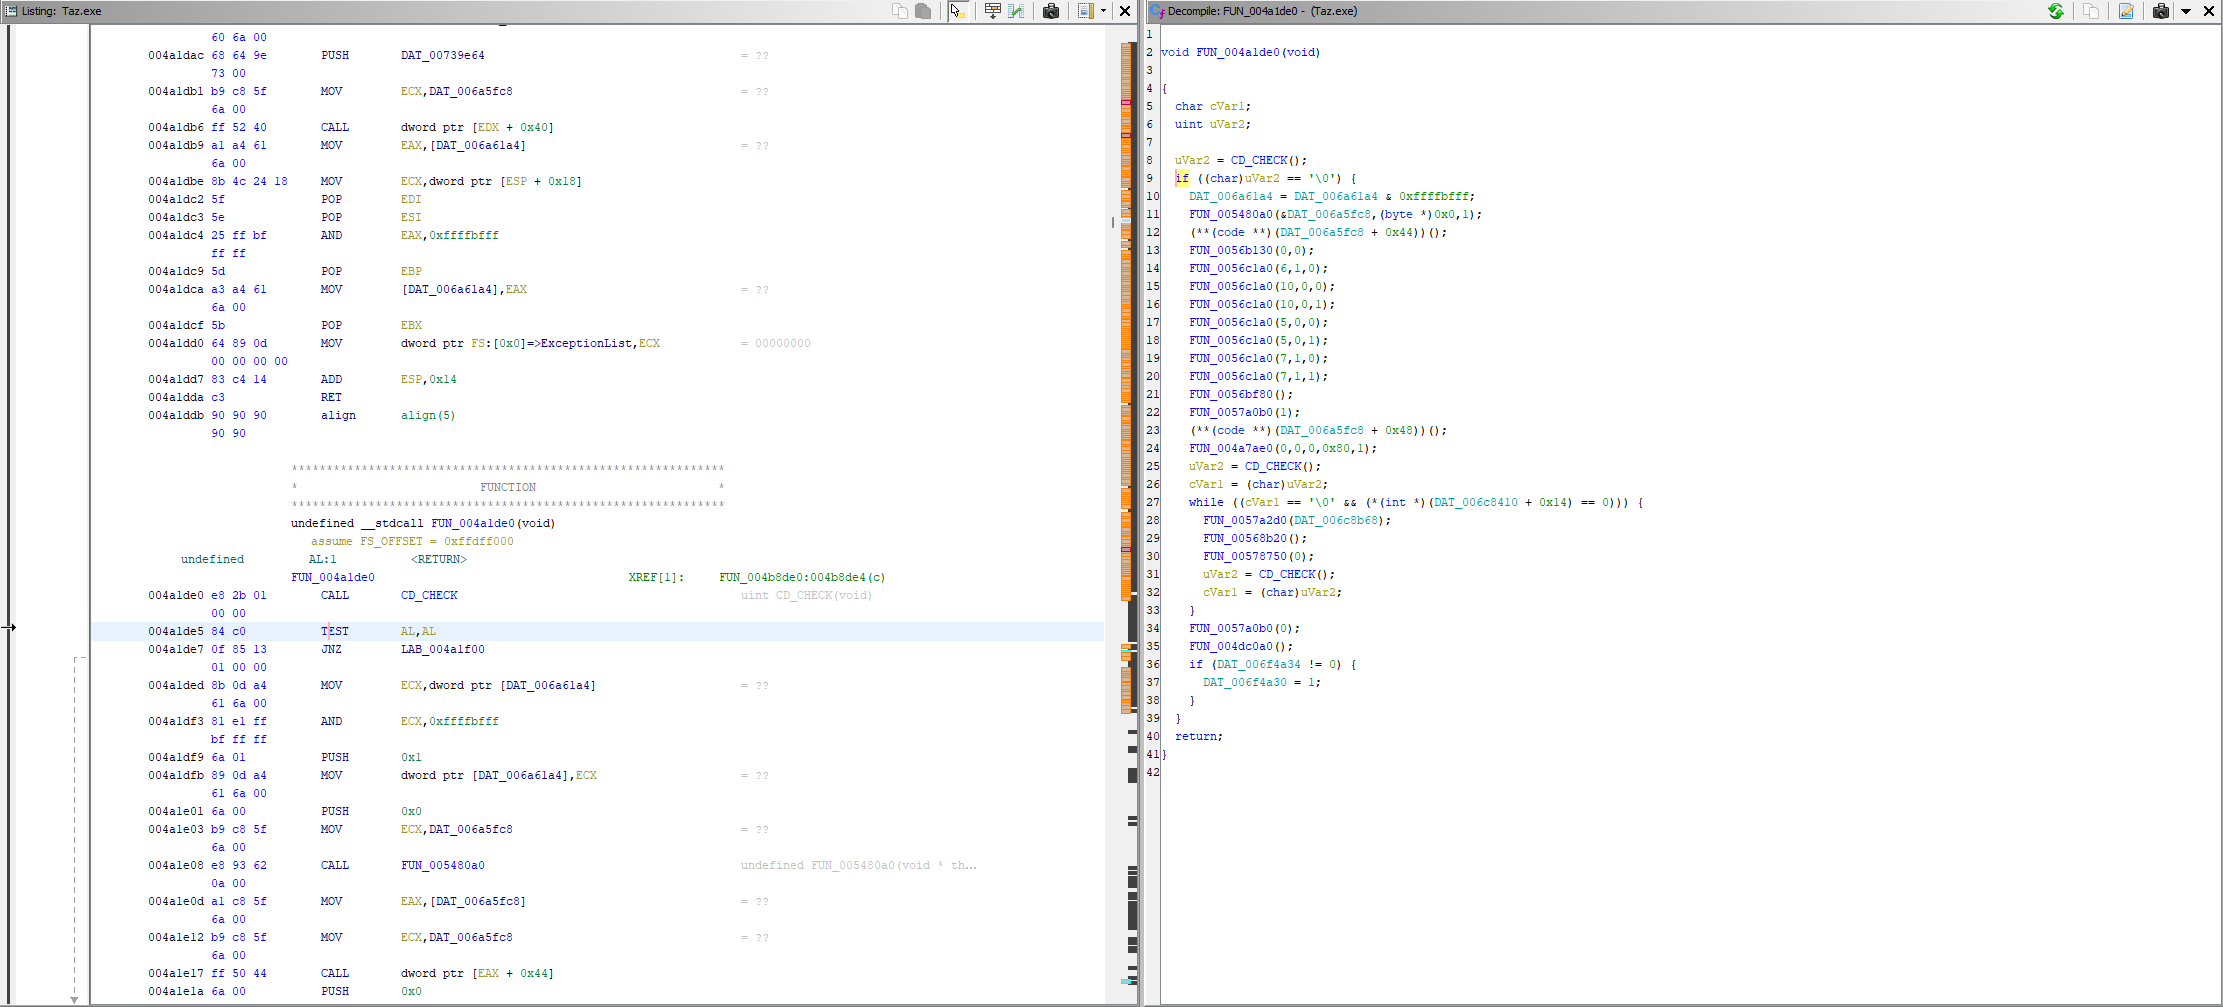 Listing: Taz.exe
60 6a 00
004a1dac 68 64 9e PUSH DAT_00739e64 = ??
73 00
004a1db1 b9 c8 5f MOV ECX,DAT_006a5fc8 = ??
6a 00
004a1db6 ff 52 40 CALL dword ptr [EDX + 0x40]
004a1db9 a1 a4 61 MOV EAX,[DAT_006a61a4] = ??
6a 00
004a1dbe 8b 4c 24 18 MOV ECX,dword ptr [ESP + 0x18]
004a1dc2 5f POP EDI
004a1dc3 5e POP ESI
004a1dc4 25 ff bf AND EAX,0xffffbfff
ff ff
004a1dc9 5d POP EBP
004a1dca a3 a4 61 MOV [DAT_006a61a4],EAX = ??
6a 00
004a1dcf 5b POP EBX
004a1dd0 64 89 0d MOV dword ptr FS:[0x0]=>ExceptionList,ECX = 00000000
00 00 00 00
004a1dd7 83 c4 14 ADD ESP,0x14
004a1dda c3 RET
004a1ddb 90 90 90 align align(5)
90 90
**************************************************************
* FUNCTION *
**************************************************************
undefined __stdcall FUN_004a1de0(void)
assume FS_OFFSET = 0xffdff000
undefined AL:1 <RETURN>
FUN_004a1de0 XREF[1]: FUN_004b8de0:004b8de4(c)
004a1de0 e8 2b 01 CALL CD_CHECK uint CD_CHECK(void)
00 00
004a1de5 84 c0 TEST AL,AL
004a1de7 0f 85 13 JNZ LAB_004a1f00
01 00 00
004a1ded 8b 0d a4 MOV ECX,dword ptr [DAT_006a61a4] = ??
61 6a 00
004a1df3 81 e1 ff AND ECX,0xffffbfff
bf ff ff
004a1df9 6a 01 PUSH 0x1
004a1dfb 89 0d a4 MOV dword ptr [DAT_006a61a4],ECX = ??
61 6a 00
004a1e01 6a 00 PUSH 0x0
004a1e03 b9 c8 5f MOV ECX,DAT_006a5fc8 = ??
6a 00
004a1e08 e8 93 62 CALL FUN_005480a0 undefined FUN_005480a0(void * th...
0a 00
004a1e0d a1 c8 5f MOV EAX,[DAT_006a5fc8] = ??
6a 00
004a1e12 b9 c8 5f MOV ECX,DAT_006a5fc8 = ??
6a 00
004a1e17 ff 50 44 CALL dword ptr [EAX + 0x44]
004a1e1a 6a 00 PUSH 0x0
Decompile: FUN_004a1de0 - (Taz.exe)
1
2 void FUN_004a1de0(void)
3
4 {
5 char cVar1;
6 uint uVar2;
7
8 uVar2 = CD_CHECK();
9 if ((char)uVar2 == '\0') {
10 DAT_006a61a4 = DAT_006a61a4 & 0xffffbfff;
11 FUN_005480a0(&DAT_006a5fc8,(byte *)0x0,1);
12 (**(code **)(DAT_006a5fc8 + 0x44))();
13 FUN_0056b130(0,0);
14 FUN_0056c1a0(6,1,0);
15 FUN_0056c1a0(10,0,0);
16 FUN_0056c1a0(10,0,1);
17 FUN_0056c1a0(5,0,0);
18 FUN_0056c1a0(5,0,1);
19 FUN_0056c1a0(7,1,0);
20 FUN_0056c1a0(7,1,1);
21 FUN_0056bf80();
22 FUN_0057a0b0(1);
23 (**(code **)(DAT_006a5fc8 + 0x48))();
24 FUN_004a7ae0(0,0,0,0x80,1);
25 uVar2 = CD_CHECK();
26 cVar1 = (char)uVar2;
27 while ((cVar1 == '\0' && (*(int *)(DAT_006c8410 + 0x14) == 0))) {
28 FUN_0057a2d0(DAT_006c8b68);
29 FUN_00568b20();
30 FUN_00578750(0);
31 uVar2 = CD_CHECK();
32 cVar1 = (char)uVar2;
33 }
34 FUN_0057a0b0(0);
35 FUN_004dc0a0();
36 if (DAT_006f4a34 != 0) {
37 DAT_006f4a30 = 1;
38 }
39 }
40 return;
41 }
42